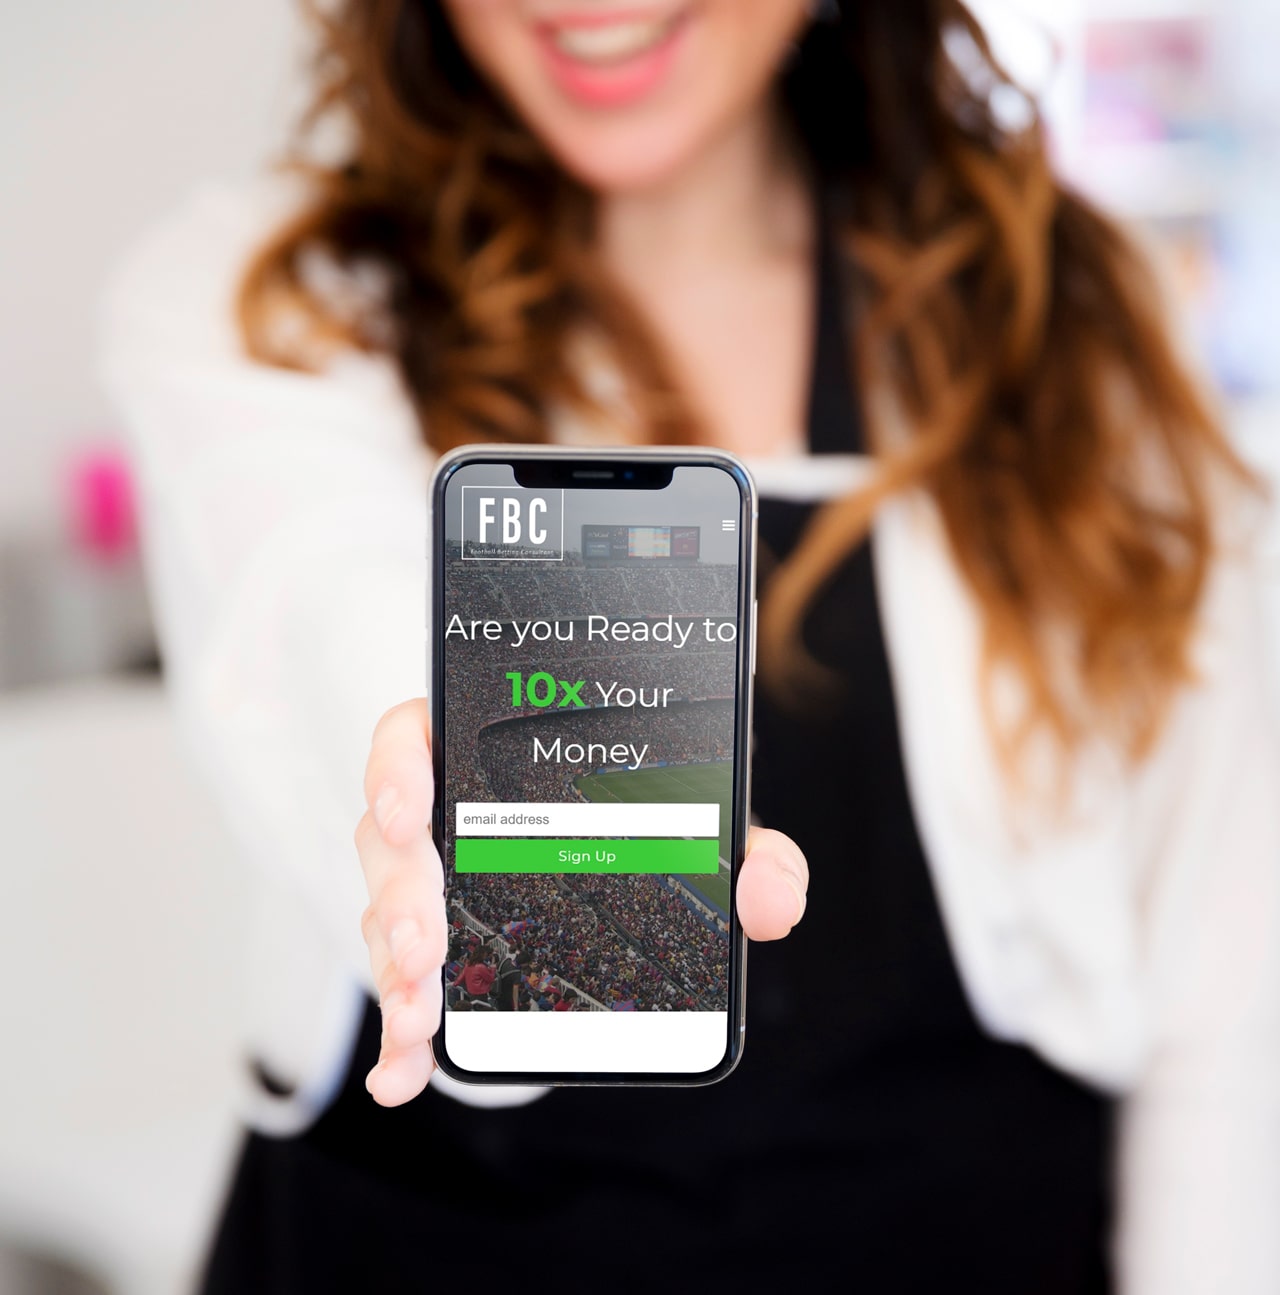 FBC
Football Betting Consultant
Are you Ready to
10x Your
Money
email address
Sign Up